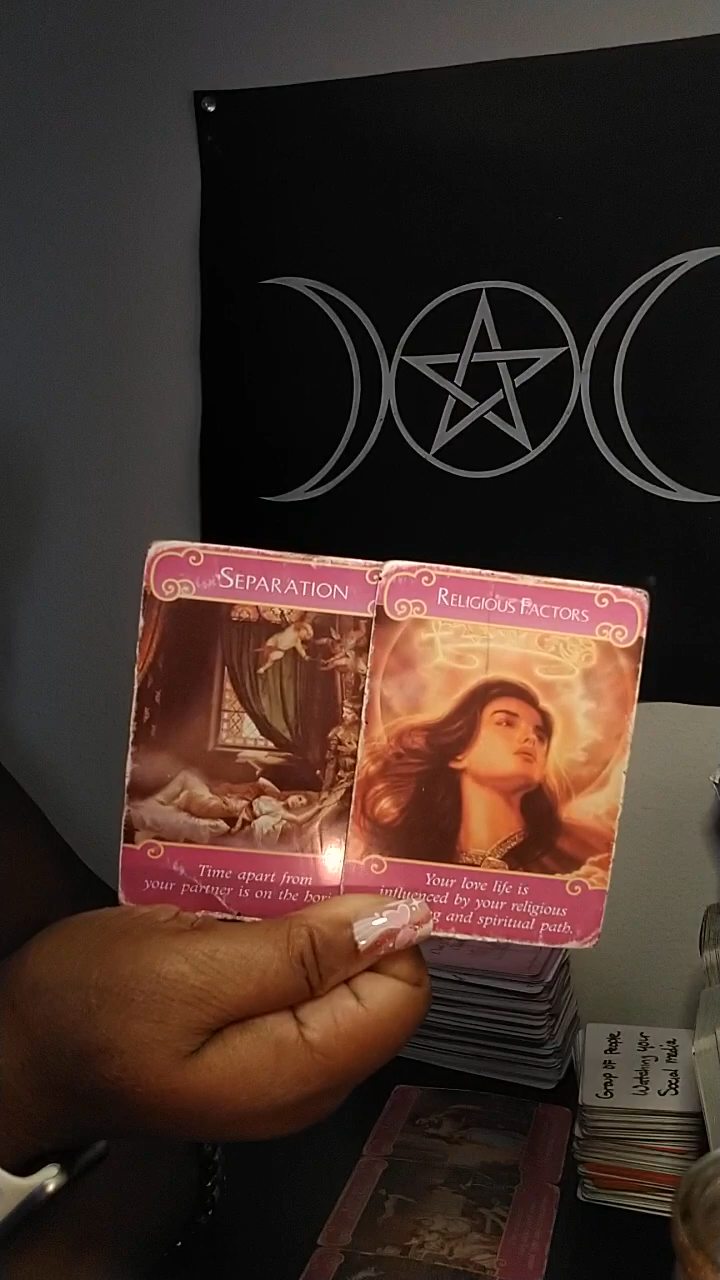 SEPARATION
Time apart from
your partner is on the
RELIGIOUS FACTORS
Your love life is
influenced by your religious
and spiritual path.
Group of People
Watching your
Social media